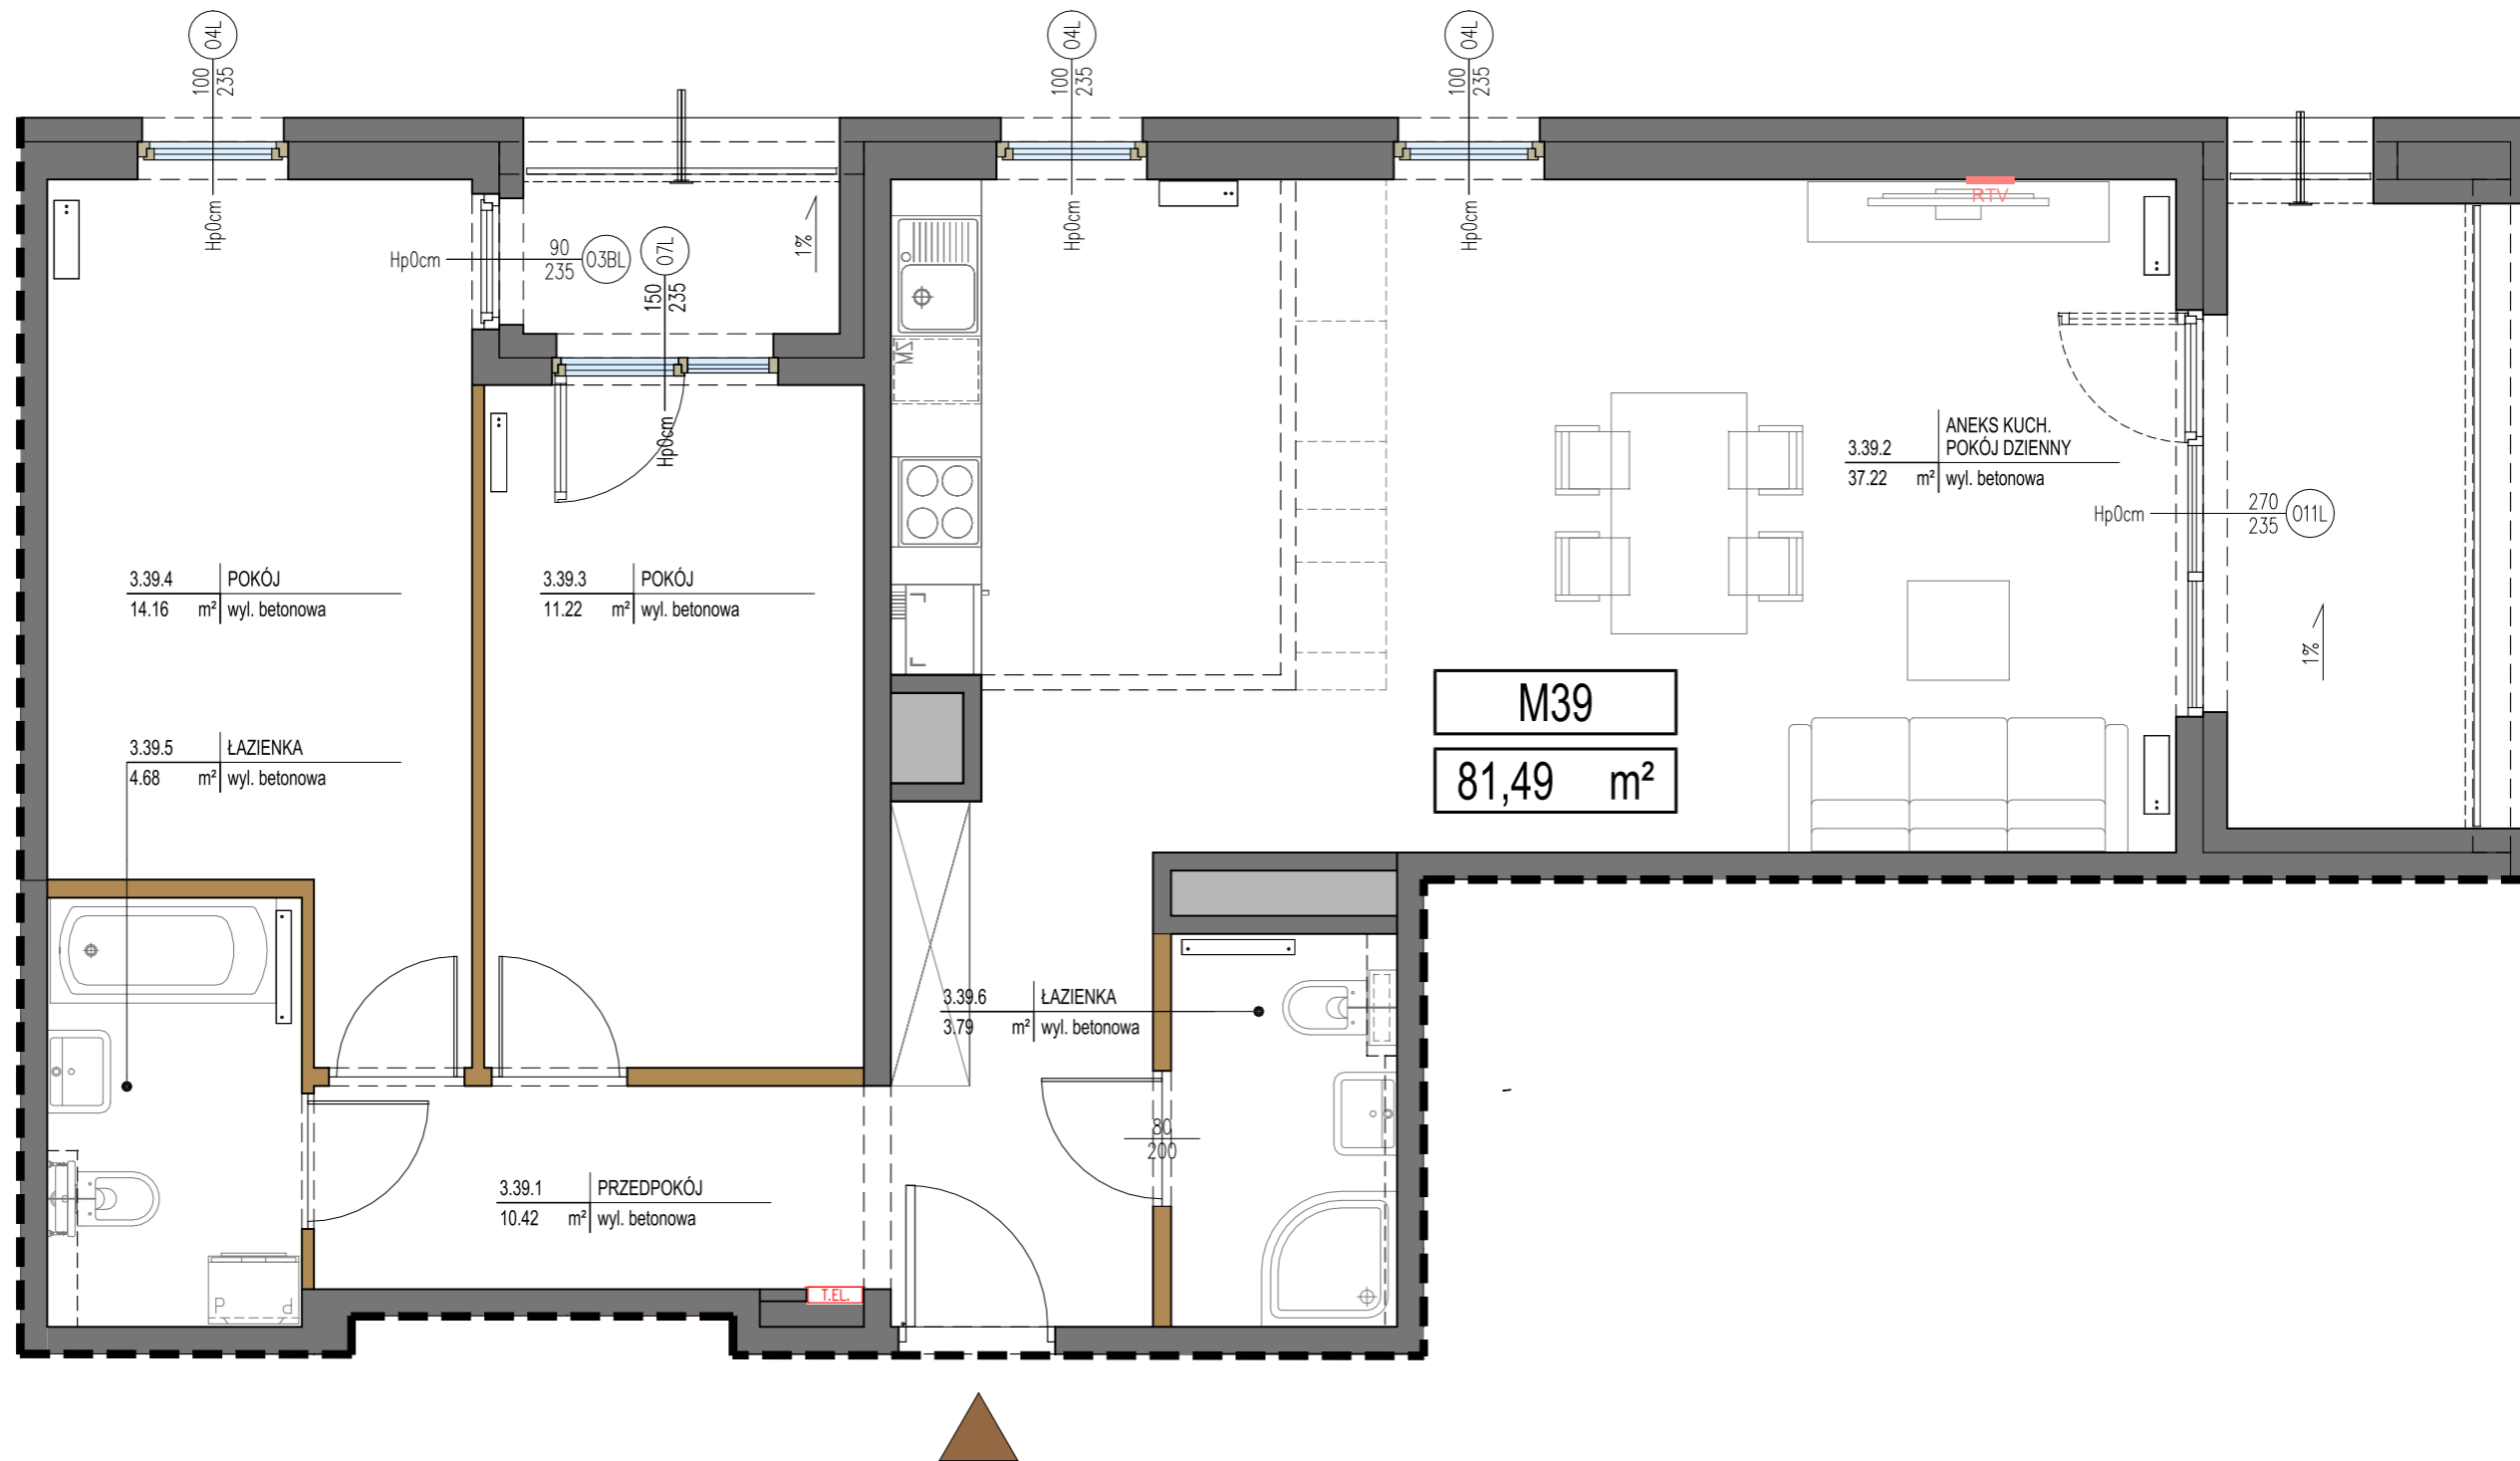 04L
100
235
Hp0cm
04L
100
235
Hp0cm
04L
100
235
Hp0cm
RTV
1%
Hp0cm
90
235
03BL
07L
150
235
Hp0cm
ZM
3.39.2
ANEKS KUCH.
POKÓJ DZIENNY
37.22 m² wyl. betonowa
Hp0cm
270
235
011L
1%
3.39.4 POKÓJ
14.16 m² wyl. betonowa
3.39.3 POKÓJ
11.22 m² wyl. betonowa
M39
81,49 m²
3.39.5 ŁAZIENKA
4.68 m² wyl. betonowa
3.39.6 ŁAZIENKA
3.79 m² wyl. betonowa
80
200
3.39.1 PRZEDPOKÓJ
10.42 m² wyl. betonowa
T.EL.
P d